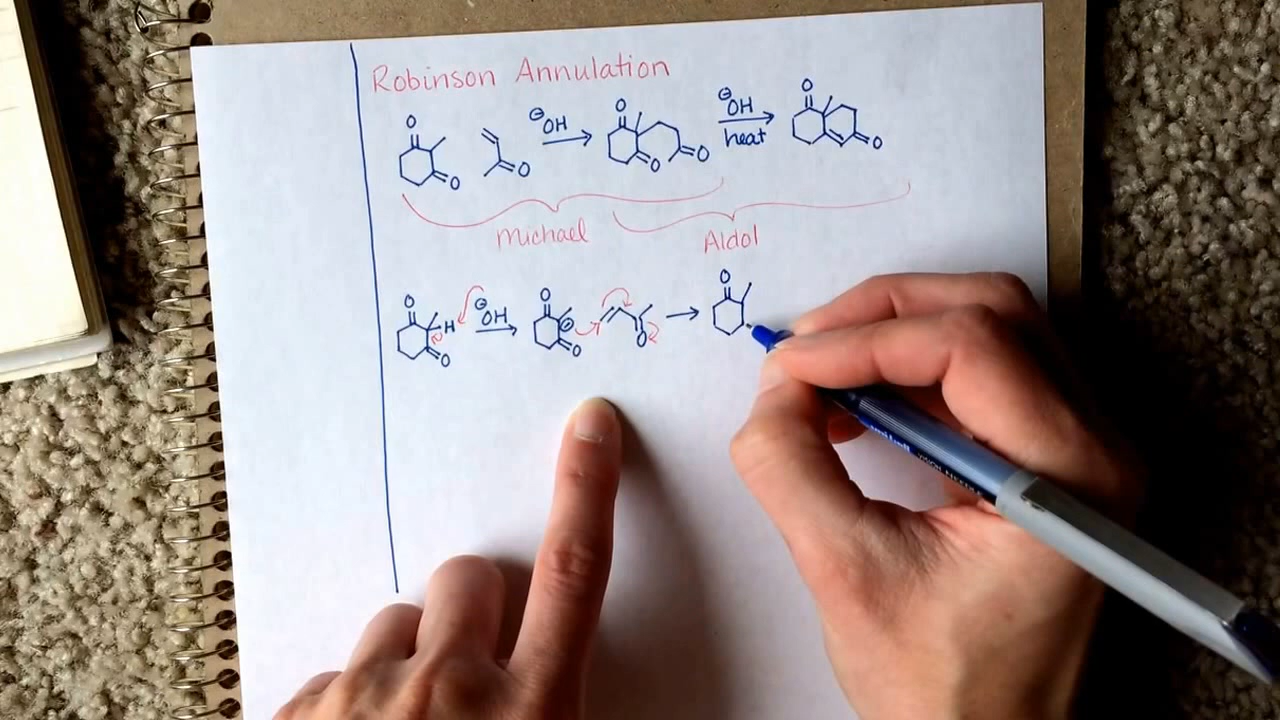 Robinson Annulation
O O O ⊖OH O O O ⊖OH heat O O
Michael Aldol
O H O ⊖OH O ⊖ O O O